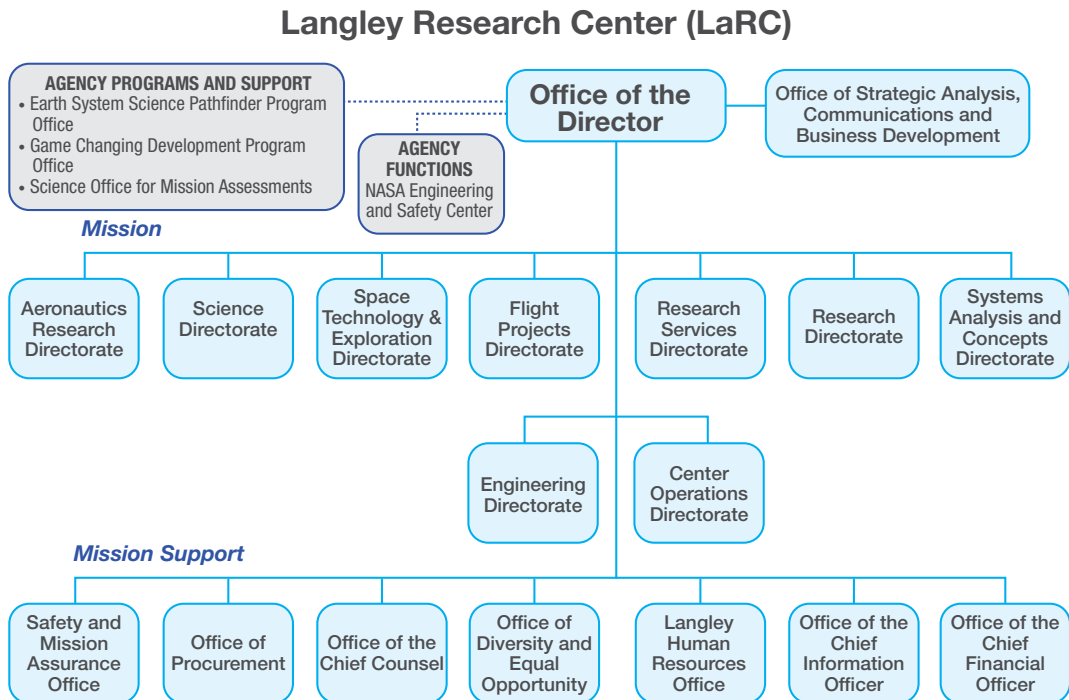 Langley Research Center (LaRC)
AGENCY PROGRAMS AND SUPPORT
• Earth System Science Pathfinder Program
Office
• Game Changing Development Program
Office
• Science Office for Mission Assessments
AGENCY
FUNCTIONS
NASA Engineering
and Safety Center
Office of the
Director
Office of Strategic Analysis,
Communications and
Business Development
Mission
Aeronautics
Research
Directorate
Science
Directorate
Space
Technology &
Exploration
Directorate
Flight
Projects
Directorate
Research
Services
Directorate
Research
Directorate
Systems
Analysis and
Concepts
Directorate
Engineering
Directorate
Center
Operations
Directorate
Mission Support
Safety and
Mission
Assurance
Office
Office of
Procurement
Office of the
Chief Counsel
Office of
Diversity and
Equal
Opportunity
Langley
Human
Resources
Office
Office of the
Chief
Information
Officer
Office of the
Chief
Financial
Officer